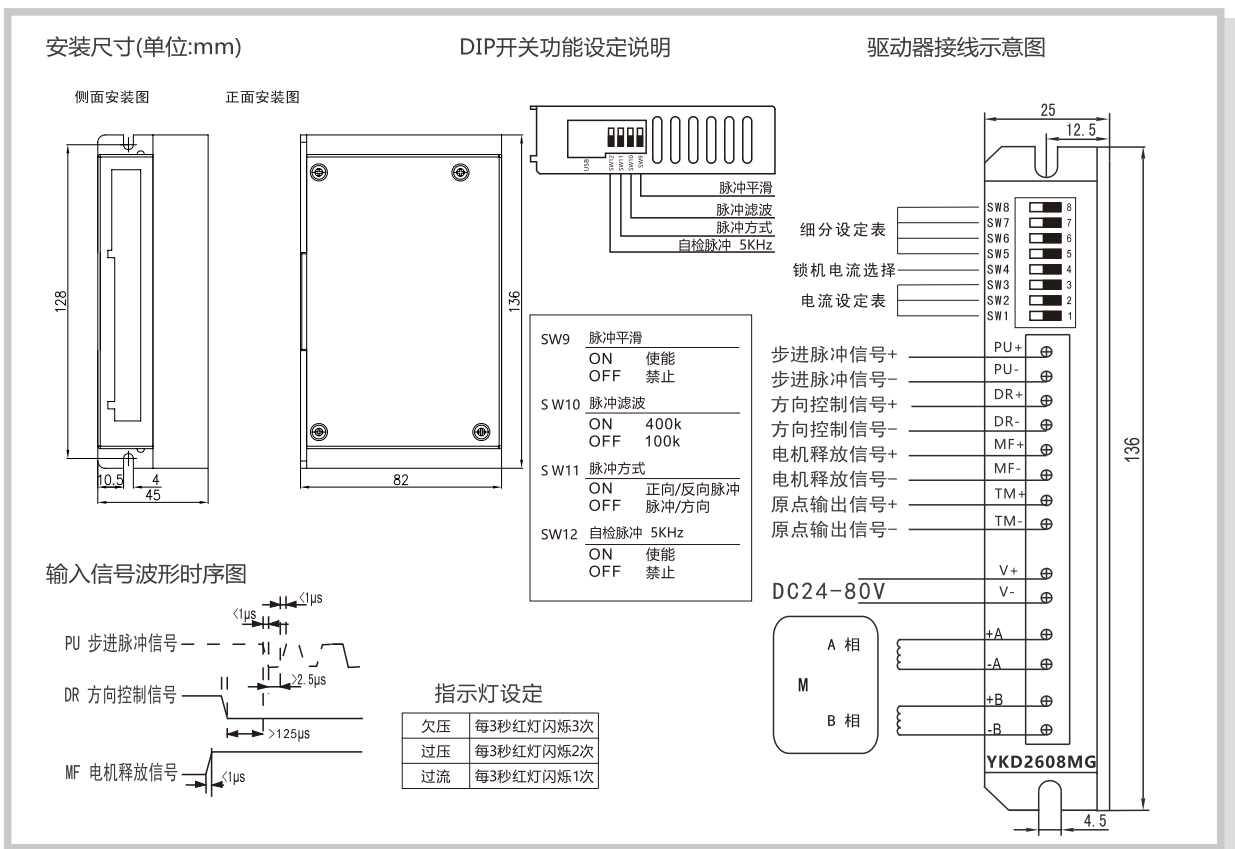 安装尺寸(单位:mm)
侧面安装图
正面安装图
128
10.5
4
45
136
82
DIP开关功能设定说明
USB
SW12
SW11
SW10
SW9
脉冲平滑
脉冲滤波
脉冲方式
自检脉冲 5KHz
SW9 脉冲平滑
ON 使能
OFF 禁止
SW10 脉冲滤波
ON 400k
OFF 100k
SW11 脉冲方式
ON 正向/反向脉冲
OFF 脉冲/方向
SW12 自检脉冲 5KHz
ON 使能
OFF 禁止
驱动器接线示意图
25
12.5
细分设定表
锁机电流选择
电流设定表
SW8 8
SW7 7
SW6 6
SW5 5
SW4 4
SW3 3
SW2 2
SW1 1
步进脉冲信号+ PU+
步进脉冲信号− PU-
方向控制信号+ DR+
方向控制信号− DR-
电机释放信号+ MF+
电机释放信号− MF-
原点输出信号+ TM+
原点输出信号− TM-
V+
DC24-80V
V-
A 相
M
B 相
+A
-A
+B
-B
YKD2608MG
136
4.5
输入信号波形时序图
<1μs
<1μs
PU 步进脉冲信号
>2.5μs
DR 方向控制信号
>125μs
MF 电机释放信号
<1μs
指示灯设定
欠压 每3秒红灯闪烁3次
过压 每3秒红灯闪烁2次
过流 每3秒红灯闪烁1次